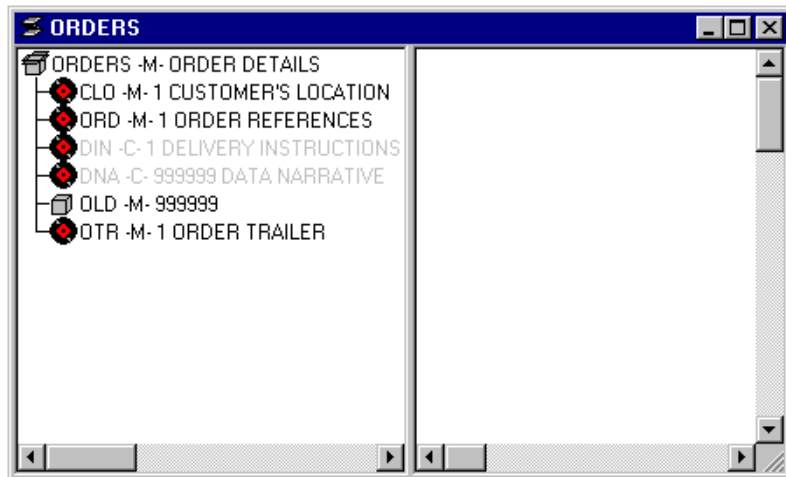 ORDERS
ORDERS -M- ORDER DETAILS
CLO -M- 1 CUSTOMER'S LOCATION
ORD -M- 1 ORDER REFERENCES
DIN -C- 1 DELIVERY INSTRUCTIONS
DNA -C- 999999 DATA NARRATIVE
OLD -M- 999999
OTR -M- 1 ORDER TRAILER